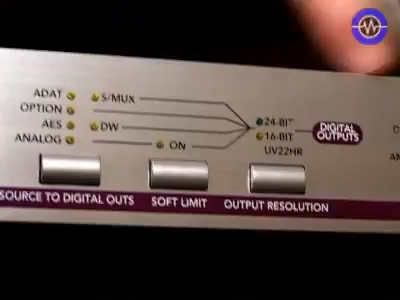 ADAT
S/MUX
OPTION
AES
DW
ANALOG
ON
24-BIT
16-BIT
UV22HR
DIGITAL
OUTPUTS
SOURCE TO DIGITAL OUTS
SOFT LIMIT
OUTPUT RESOLUTION